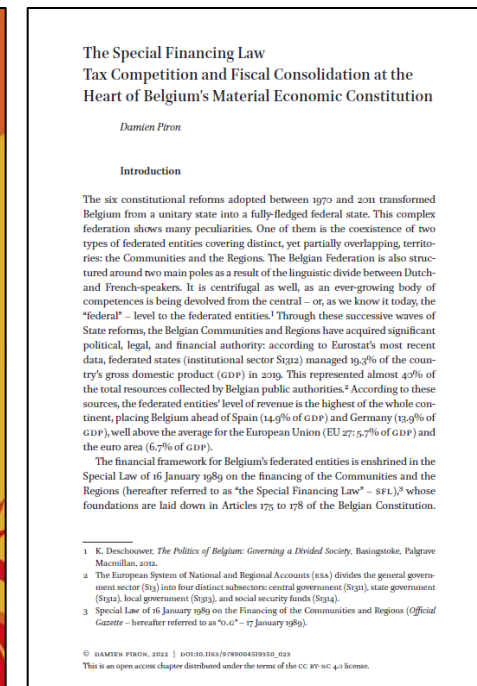 The Special Financing Law
Tax Competition and Fiscal Consolidation at the
Heart of Belgium's Material Economic Constitution
Damien Piron
Introduction
The six constitutional reforms adopted between 1970 and 2011 transformed
Belgium from a unitary state into a fully-fledged federal state. This complex
federation shows many peculiarities. One of them is the coexistence of two
types of federated entities covering distinct, yet partially overlapping, territo-
ries: the Communities and the Regions. The Belgian Federation is also struc-
tured around two main poles as a result of the linguistic divide between Dutch-
and French-speakers. It is centrifugal as well, as an ever-growing body of
competences is being devolved from the central – or, as we know it today, the
"federal" – level to the federated entities.1 Through these successive waves of
State reforms, the Belgian Communities and Regions have acquired significant
political, legal, and financial authority: according to Eurostat's most recent
data, federated states (institutional sector S1312) managed 19.3% of the coun-
try's gross domestic product (GDP) in 2019. This represented almost 40% of
the total resources collected by Belgian public authorities.2 According to these
sources, the federated entities' level of revenue is the highest of the whole con-
tinent, placing Belgium ahead of Spain (14.9% of GDP) and Germany (13.9% of
GDP), well above the average for the European Union (EU 27: 5.7% of GDP) and
the euro area (6.7% of GDP).
The financial framework for Belgium's federated entities is enshrined in the
Special Law of 16 January 1989 on the financing of the Communities and the
Regions (hereafter referred to as "the Special Financing Law" – SFL),3 whose
foundations are laid down in Articles 175 to 178 of the Belgian Constitution.
1 K. Deschouwer, The Politics of Belgium: Governing a Divided Society, Basingstoke, Palgrave
Macmillan, 2012.
2 The European System of National and Regional Accounts (ESA) divides the general govern-
ment sector (S13) into four distinct subsectors: central government (S1311), state government
(S1312), local government (S1313), and social security funds (S1314).
3 Special Law of 16 January 1989 on the Financing of the Communities and Regions (Official
Gazette – hereafter referred to as "O.G" – 17 January 1989).
© DAMIEN PIRON, 2022 | DOI:10.1163/9789004519350_023
This is an open access chapter distributed under the terms of the CC BY-NC 4.0 license.